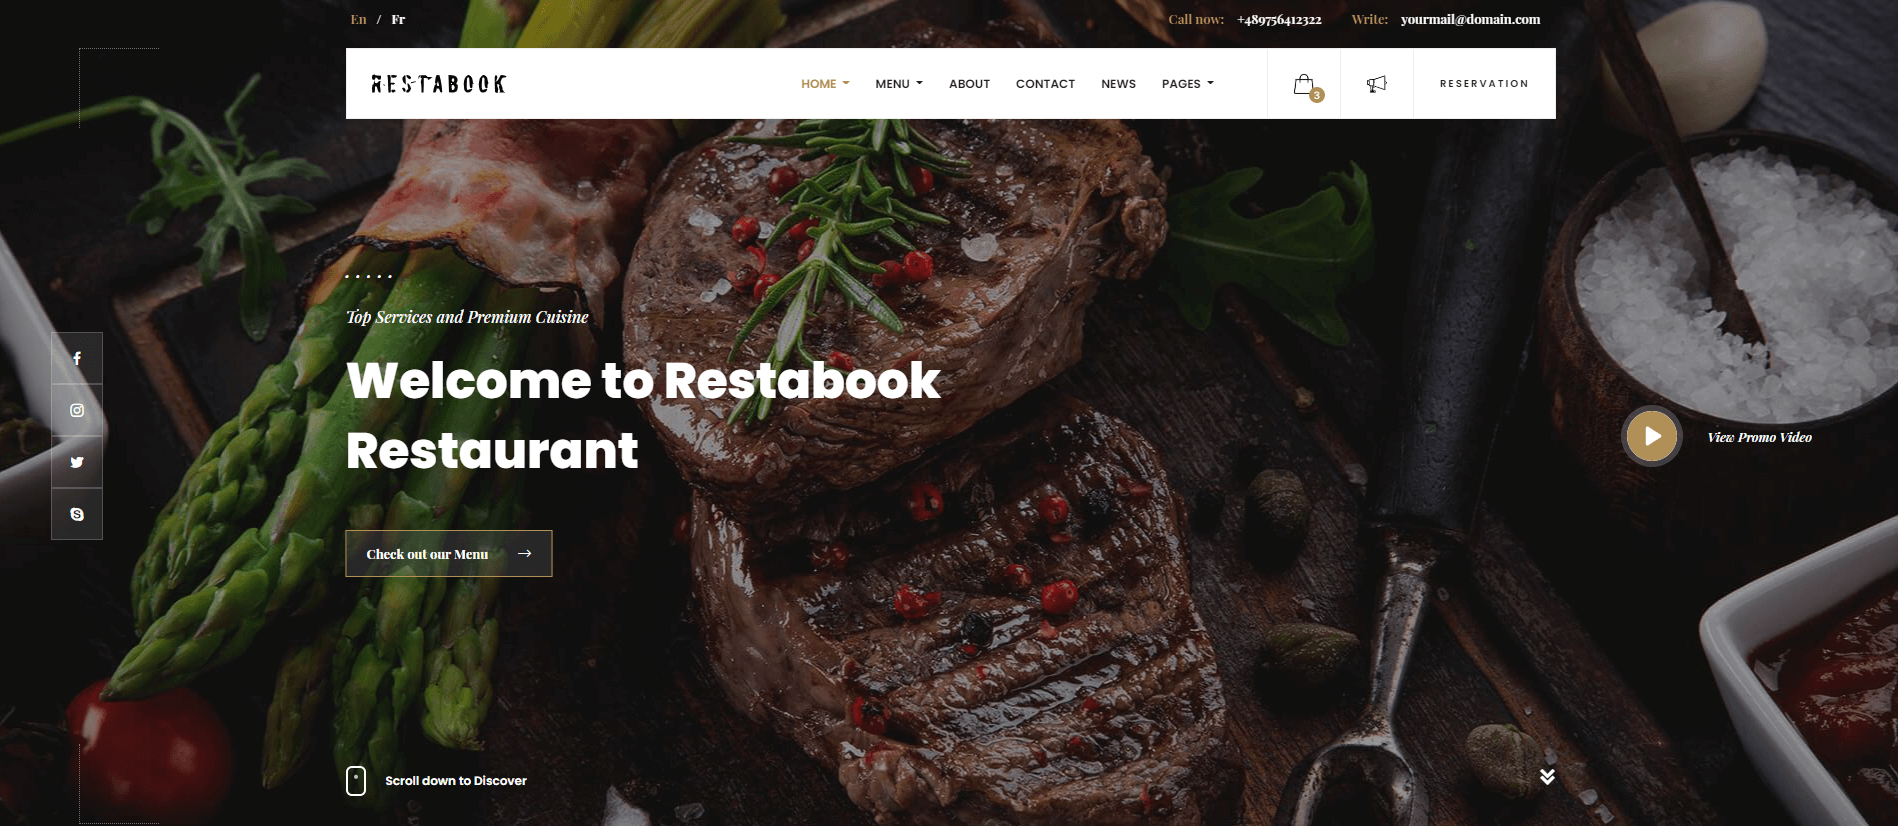 En / Fr
Call now: +489756412322 Write: yourmail@domain.com
RESTABOOK
HOME MENU ABOUT CONTACT NEWS PAGES
3
RESERVATION
.....
Top Services and Premium Cuisine
Welcome to Restabook
Restaurant
View Promo Video
Check out our Menu →
Scroll down to Discover